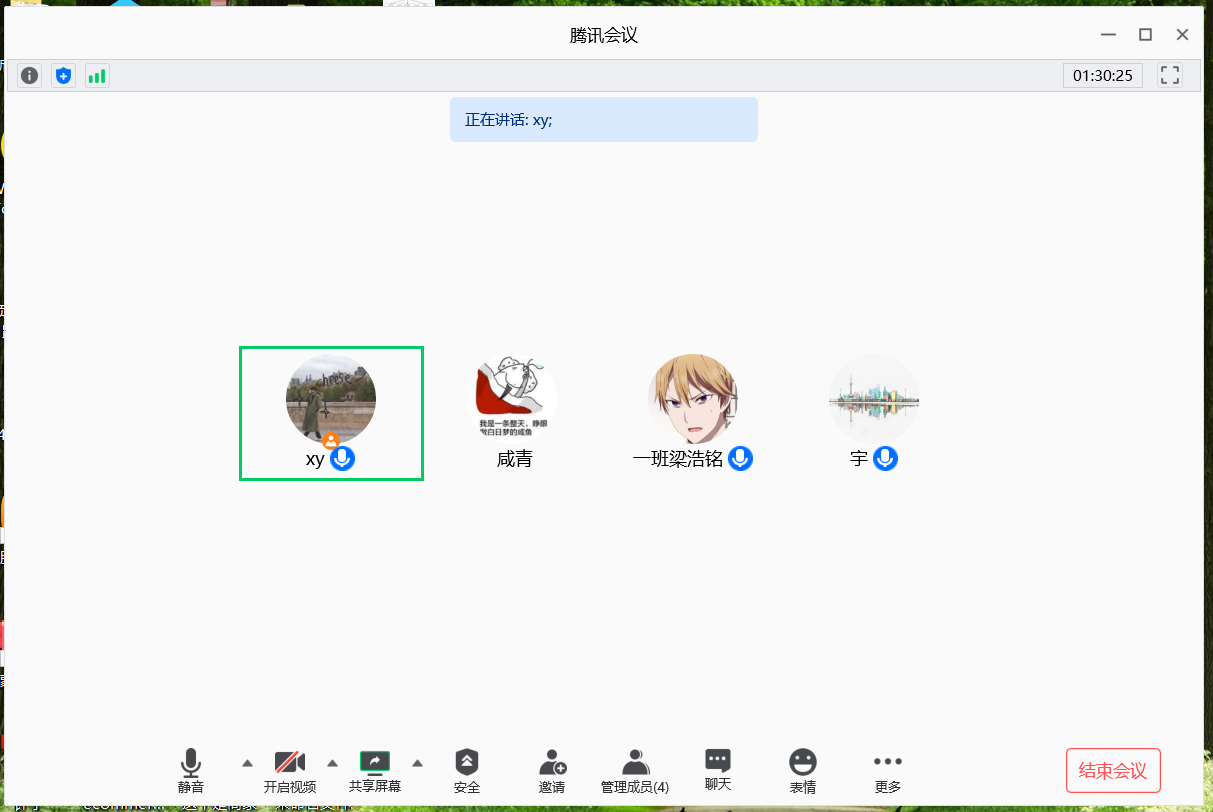 腾讯会议
01:30:25
正在讲话: xy;
cheese
我是一条整天，睁眼
做白日梦的咸鱼
xy
咸青
一班梁浩铭
宇
静音
开启视频
共享屏幕
安全
邀请
管理成员(4)
聊天
表情
更多
结束会议